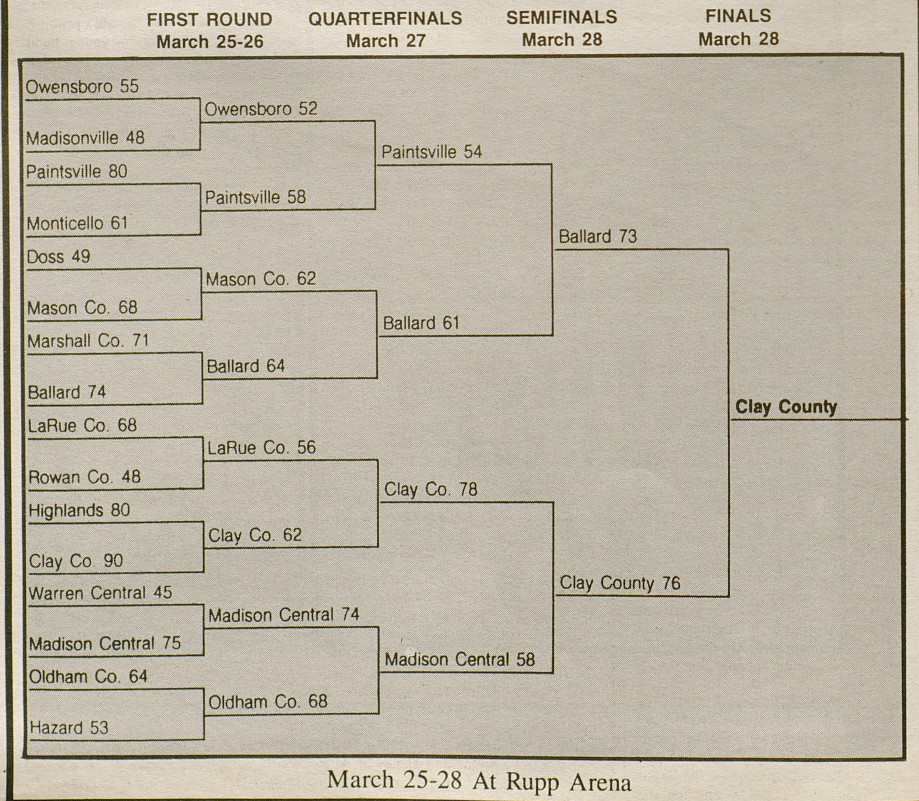 FIRST ROUND
March 25-26
QUARTERFINALS
March 27
SEMIFINALS
March 28
FINALS
March 28
Owensboro 55
Madisonville 48
Paintsville 80
Monticello 61
Doss 49
Mason Co. 68
Marshall Co. 71
Ballard 74
LaRue Co. 68
Rowan Co. 48
Highlands 80
Clay Co. 90
Warren Central 45
Madison Central 75
Oldham Co. 64
Hazard 53
Owensboro 52
Paintsville 58
Mason Co. 62
Ballard 64
LaRue Co. 56
Clay Co. 62
Madison Central 74
Oldham Co. 68
Paintsville 54
Ballard 61
Clay Co. 78
Madison Central 58
Ballard 73
Clay County 76
Clay County
March 25-28 At Rupp Arena